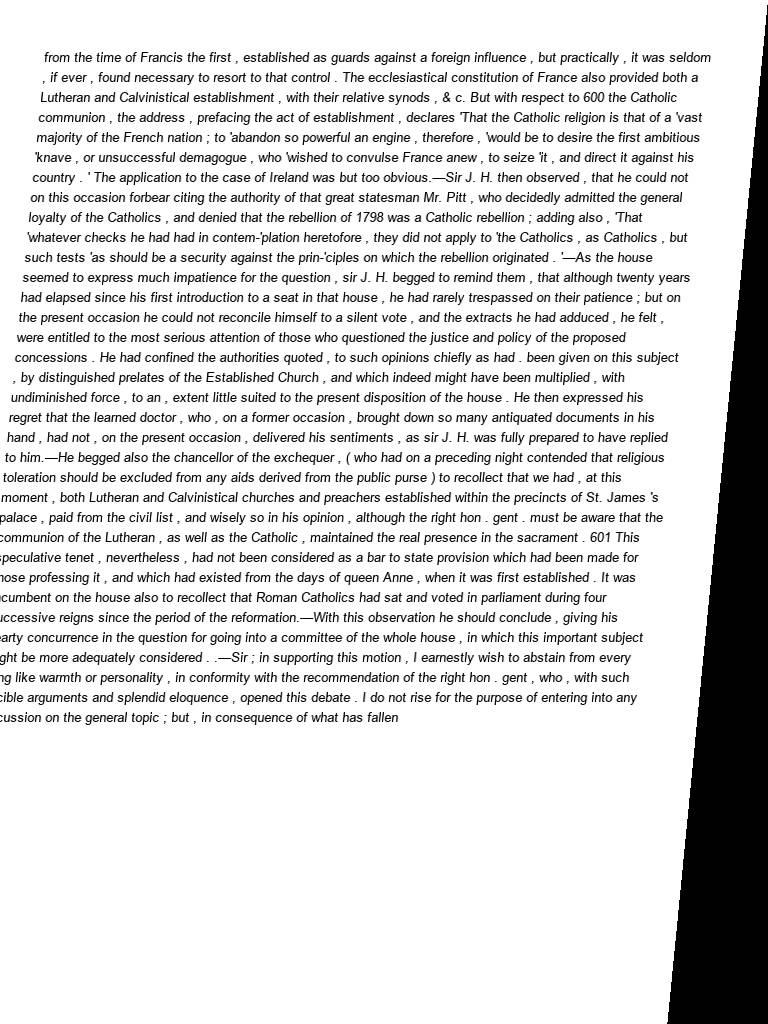 from the time of Francis the first , established as guards against a foreign influence , but practically , it was seldom
, if ever , found necessary to resort to that control . The ecclesiastical constitution of France also provided both a
Lutheran and Calvinistical establishment , with their relative synods , & c. But with respect to 600 the Catholic
communion , the address , prefacing the act of establishment , declares 'That the Catholic religion is that of a 'vast
majority of the French nation ; to 'abandon so powerful an engine , therefore , 'would be to desire the first ambitious
'knave , or unsuccessful demagogue , who 'wished to convulse France anew , to seize 'it , and direct it against his
country . ' The application to the case of Ireland was but too obvious.—Sir J. H. then observed , that he could not
on this occasion forbear citing the authority of that great statesman Mr. Pitt , who decidedly admitted the general
loyalty of the Catholics , and denied that the rebellion of 1798 was a Catholic rebellion ; adding also , 'That
'whatever checks he had had in contem-'plation heretofore , they did not apply to 'the Catholics , as Catholics , but
such tests 'as should be a security against the prin-'ciples on which the rebellion originated . '—As the house
seemed to express much impatience for the question , sir J. H. begged to remind them , that although twenty years
had elapsed since his first introduction to a seat in that house , he had rarely trespassed on their patience ; but on
the present occasion he could not reconcile himself to a silent vote , and the extracts he had adduced , he felt ,
were entitled to the most serious attention of those who questioned the justice and policy of the proposed
concessions . He had confined the authorities quoted , to such opinions chiefly as had . been given on this subject
, by distinguished prelates of the Established Church , and which indeed might have been multiplied , with
undiminished force , to an , extent little suited to the present disposition of the house . He then expressed his
regret that the learned doctor , who , on a former occasion , brought down so many antiquated documents in his
hand , had not , on the present occasion , delivered his sentiments , as sir J. H. was fully prepared to have replied
to him.—He begged also the chancellor of the exchequer , ( who had on a preceding night contended that religious
toleration should be excluded from any aids derived from the public purse ) to recollect that we had , at this
moment , both Lutheran and Calvinistical churches and preachers established within the precincts of St. James 's
palace , paid from the civil list , and wisely so in his opinion , although the right hon . gent . must be aware that the
communion of the Lutheran , as well as the Catholic , maintained the real presence in the sacrament . 601 This
speculative tenet , nevertheless , had not been considered as a bar to state provision which had been made for
professing it , and which had existed from the days of queen Anne , when it was first established . It was
on the house also to recollect that Roman Catholics had sat and voted in parliament during four
reigns since the period of the reformation.—With this observation he should conclude , giving his
concurrence in the question for going into a committee of the whole house , in which this important subject
be more adequately considered . .—Sir ; in supporting this motion , I earnestly wish to abstain from every
like warmth or personality , in conformity with the recommendation of the right hon . gent , who , with such
arguments and splendid eloquence , opened this debate . I do not rise for the purpose of entering into any
on the general topic ; but , in consequence of what has fallen